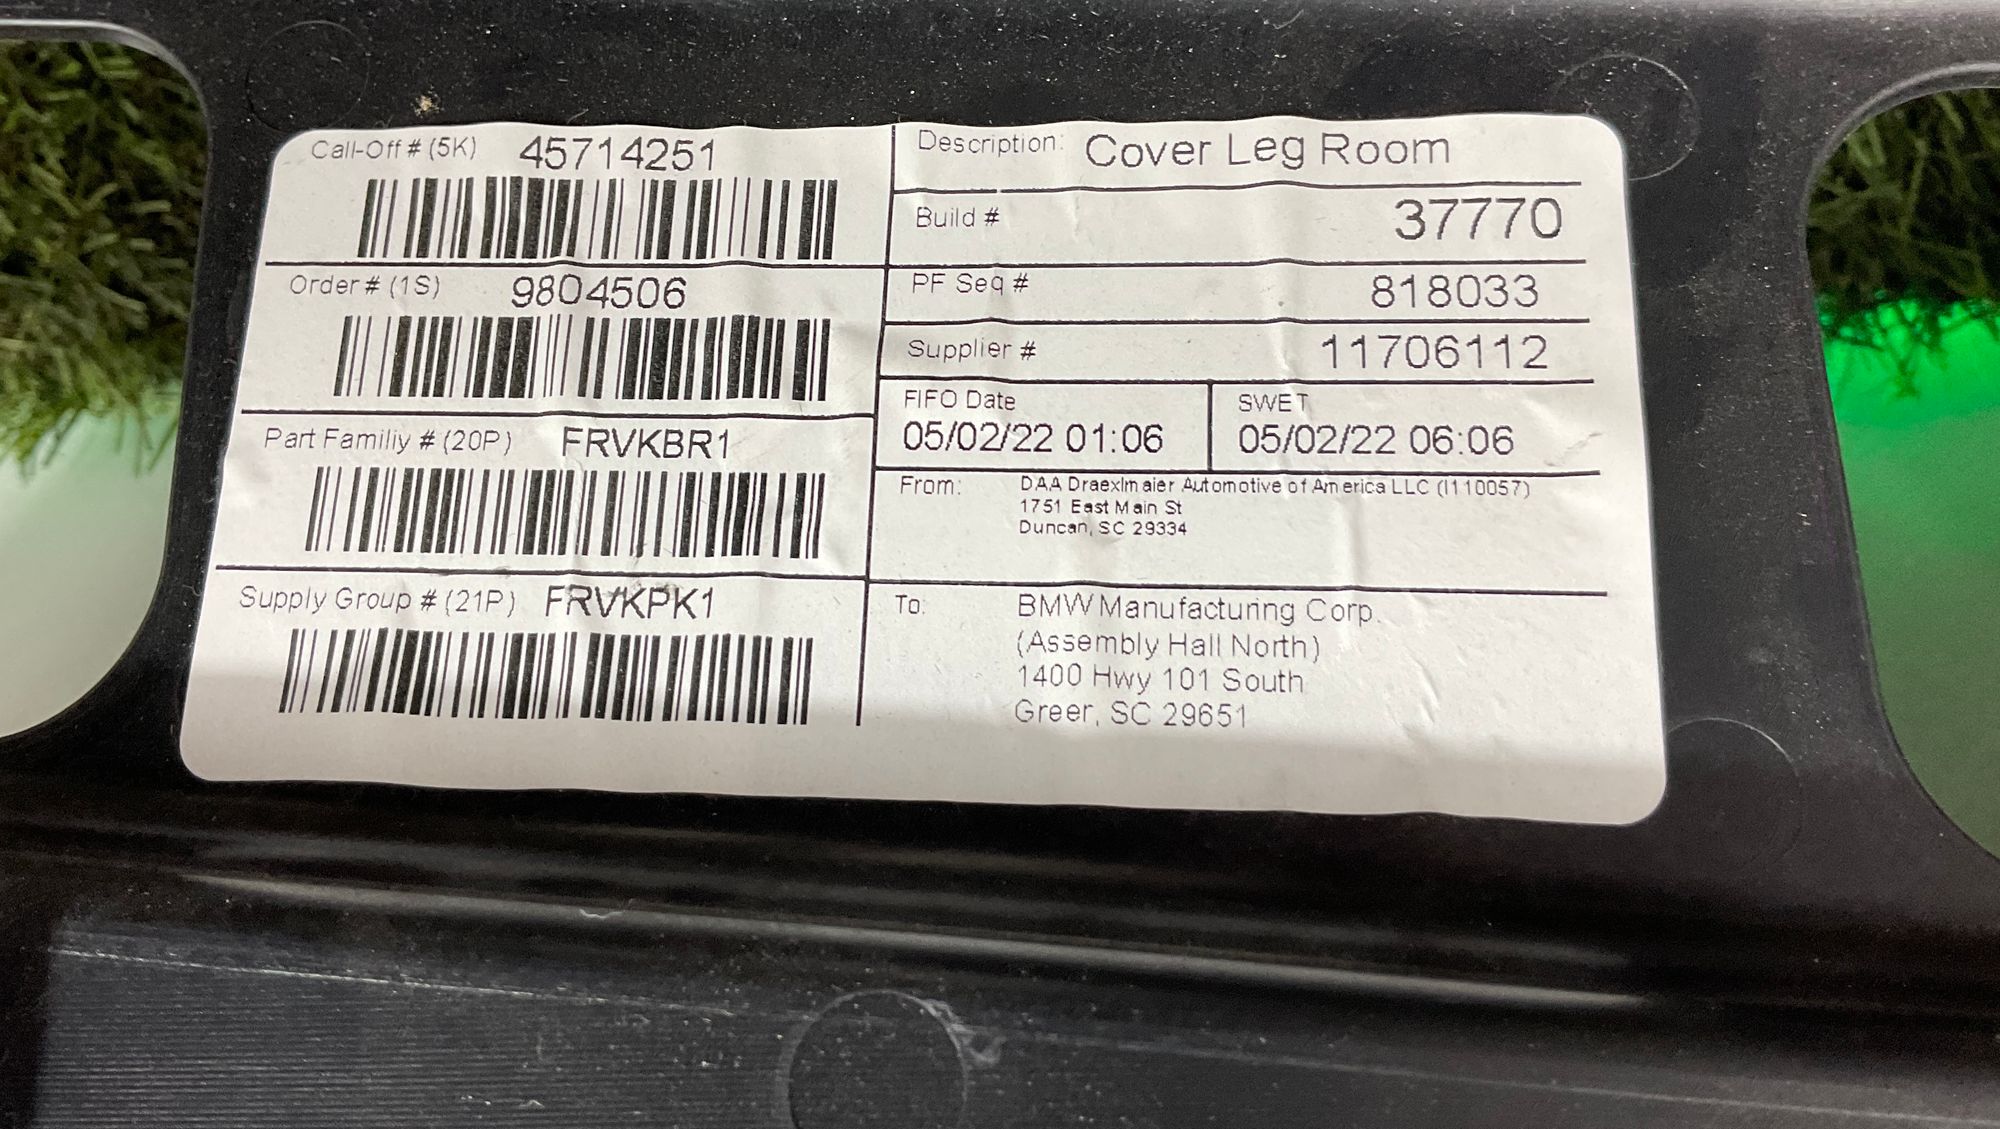 Call-Off # (5K) 45714251
Order # (1S) 9804506
Part Familiy # (20P) FRVKBR1
Supply Group # (21P) FRVKPK1
Description: Cover Leg Room
Build # 37770
PF Seq # 818033
Supplier # 11706112
FIFO Date
05/02/22 01:06
SWET
05/02/22 06:06
From: DAA Draexlmaier Automotive of America LLC (I110057)
1751 East Main St
Duncan, SC 29334
To: BMW Manufacturing Corp.
(Assembly Hall North)
1400 Hwy 101 South
Greer, SC 29651